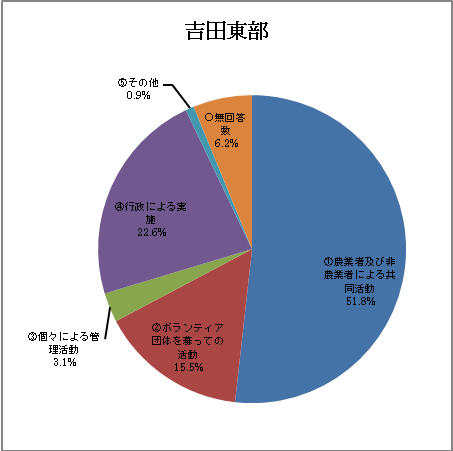 吉田東部
⑤その他
0.9%
○無回答
数
6.2%
④行政による実
施
22.6%
①農業者及び非
農業者による共
同活動
51.8%
②ボランティア
団体を募っての
活動
15.5%
③個々による管
理活動
3.1%